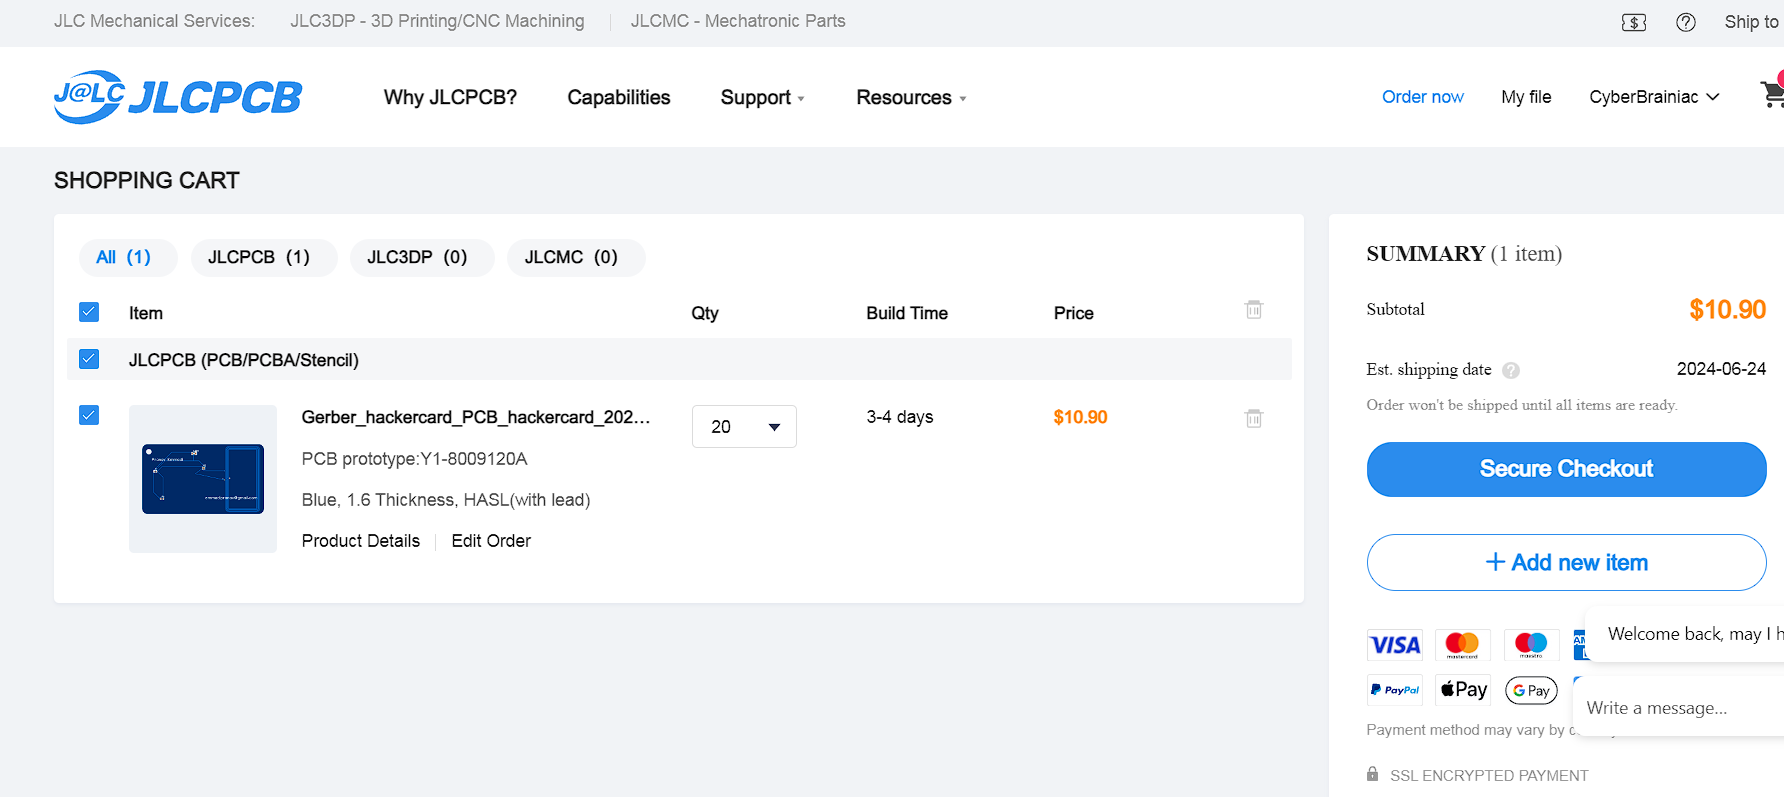 JLC Mechanical Services: JLC3DP - 3D Printing/CNC Machining JLCMC - Mechatronic Parts Ship to
J@LC JLCPCB Why JLCPCB? Capabilities Support Resources Order now My file CyberBrainiac
SHOPPING CART
All (1) JLCPCB (1) JLC3DP (0) JLCMC (0)
Item Qty Build Time Price
JLCPCB (PCB/PCBA/Stencil)
Gerber_hackercard_PCB_hackercard_202... 20 3-4 days $10.90
PCB prototype:Y1-8009120A
Blue, 1.6 Thickness, HASL(with lead)
Product Details Edit Order
SUMMARY (1 item)
Subtotal $10.90
Est. shipping date ? 2024-06-24
Order won't be shipped until all items are ready.
Secure Checkout
+ Add new item
VISA mastercard maestro AM
Welcome back, may I h
PayPal Pay G Pay
Write a message...
Payment method may vary by c
SSL ENCRYPTED PAYMENT